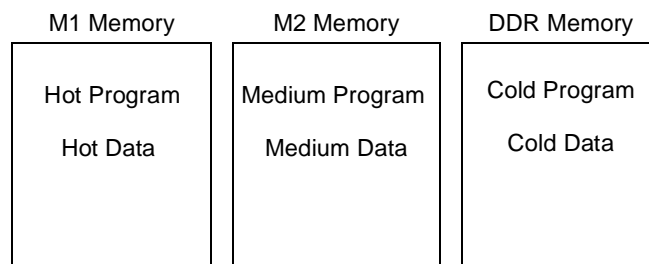 M1 Memory
Hot Program
Hot Data
M2 Memory
Medium Program
Medium Data
DDR Memory
Cold Program
Cold Data